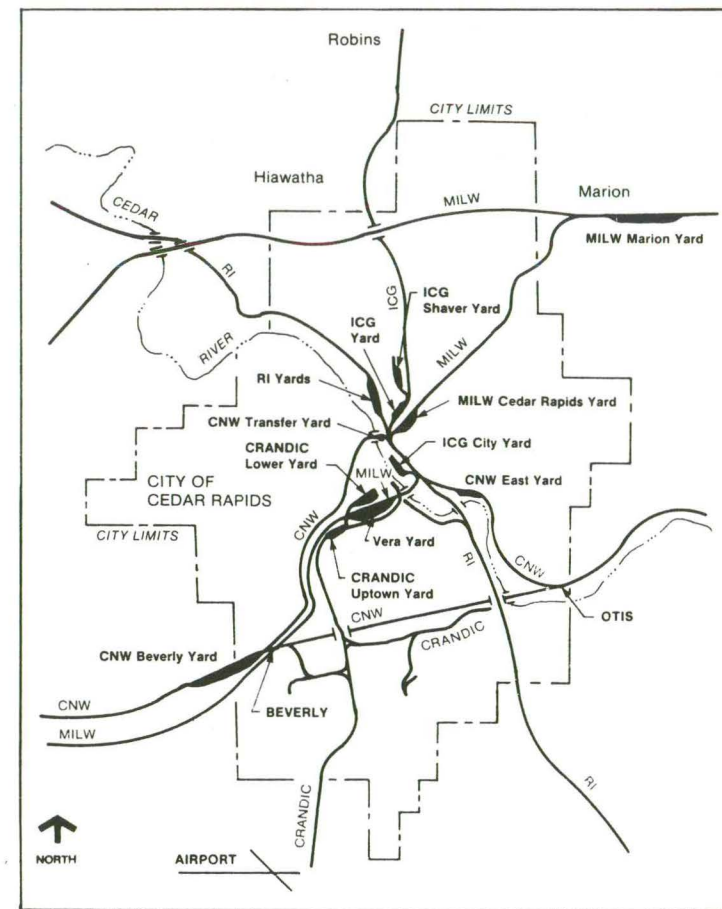 Robins
CITY LIMITS
Hiawatha
MILW
Marion
CEDAR
MILW Marion Yard
RI
ICG
ICG
Shaver Yard
ICG
Yard
MILW
RIVER
RI Yards
MILW Cedar Rapids Yard
CNW Transfer Yard
ICG City Yard
CRANDIC
Lower Yard
MILW
CNW East Yard
CITY OF
CEDAR RAPIDS
CNW
CITY LIMITS
Vera Yard
RI
CNW
CRANDIC
Uptown Yard
OTIS
CNW
CRANDIC
CNW Beverly Yard
CNW
BEVERLY
MILW
CRANDIC
RI
NORTH
AIRPORT